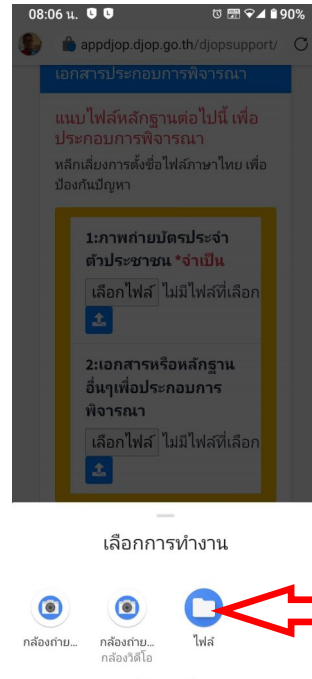 08:06 น. 90%
appdjop.djop.go.th/djopsupport/
เอกสารประกอบการพิจารณา
แนบไฟล์หลักฐานต่อไปนี้ เพื่อ
ประกอบการพิจารณา
หลีกเลี่ยงการตั้งชื่อไฟล์ภาษาไทย เพื่อ
ป้องกันปัญหา
1:ภาพถ่ายบัตรประจำ
ตัวประชาชน *จำเป็น
เลือกไฟล์ ไม่มีไฟล์ที่เลือก
2:เอกสารหรือหลักฐาน
อื่นๆเพื่อประกอบการ
พิจารณา
เลือกไฟล์ ไม่มีไฟล์ที่เลือก
เลือกการทำงาน
กล้องถ่าย... กล้องถ่าย... ไฟล์
กล้องวิดีโอ